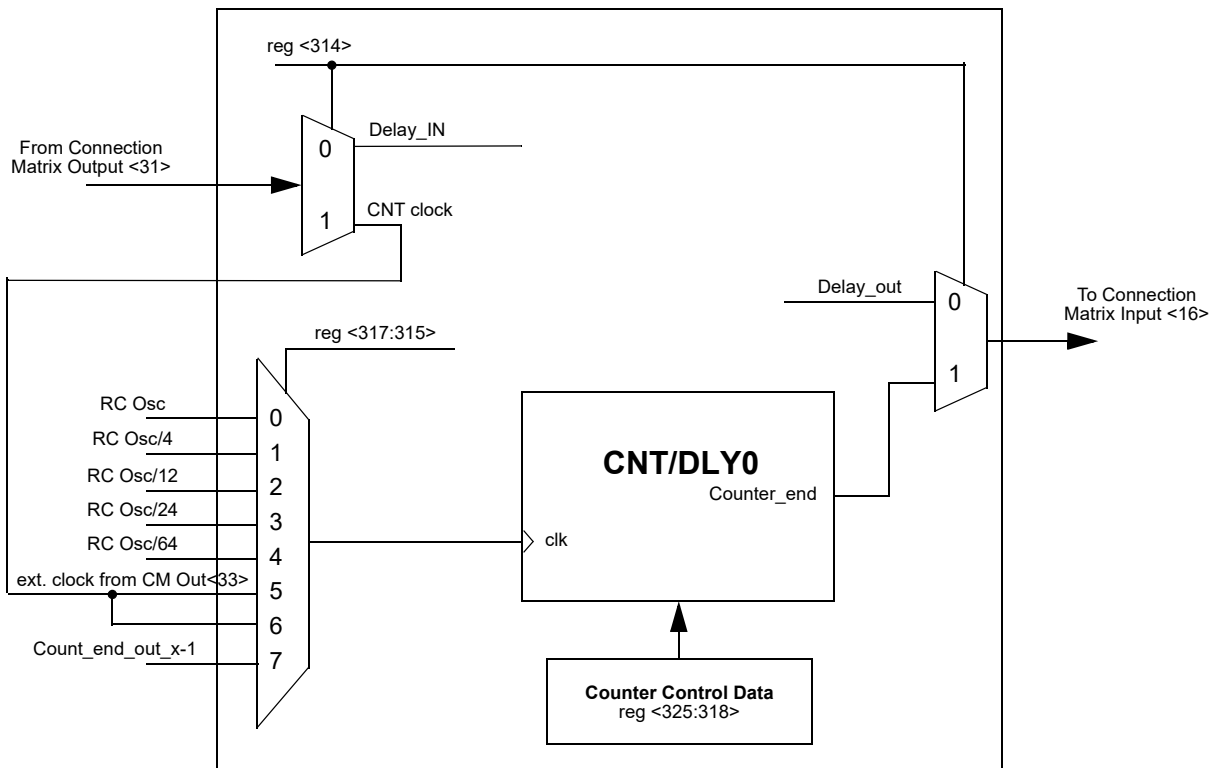 reg <314>
Delay_IN
0
From Connection
Matrix Output <31>
1
CNT clock
Delay_out
0
To Connection
Matrix Input <16>
1
reg <317:315>
RC Osc
0
RC Osc/4
1
RC Osc/12
2
RC Osc/24
3
RC Osc/64
4
ext. clock from CM Out<33>
5
6
Count_end_out_x-1
7
CNT/DLY0
Counter_end
clk
Counter Control Data
reg <325:318>